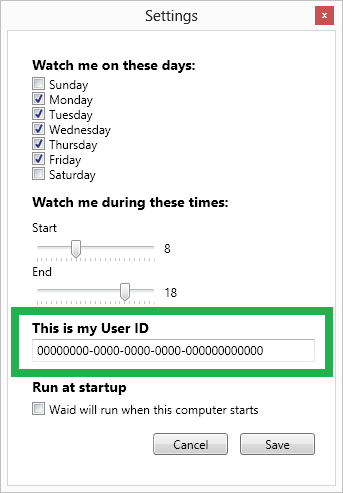 Settings
x
Watch me on these days:
Sunday
Monday
Tuesday
Wednesday
Thursday
Friday
Saturday
Watch me during these times:
Start
8
End
18
This is my User ID
00000000-0000-0000-0000-000000000000
Run at startup
Waid will run when this computer starts
Cancel Save